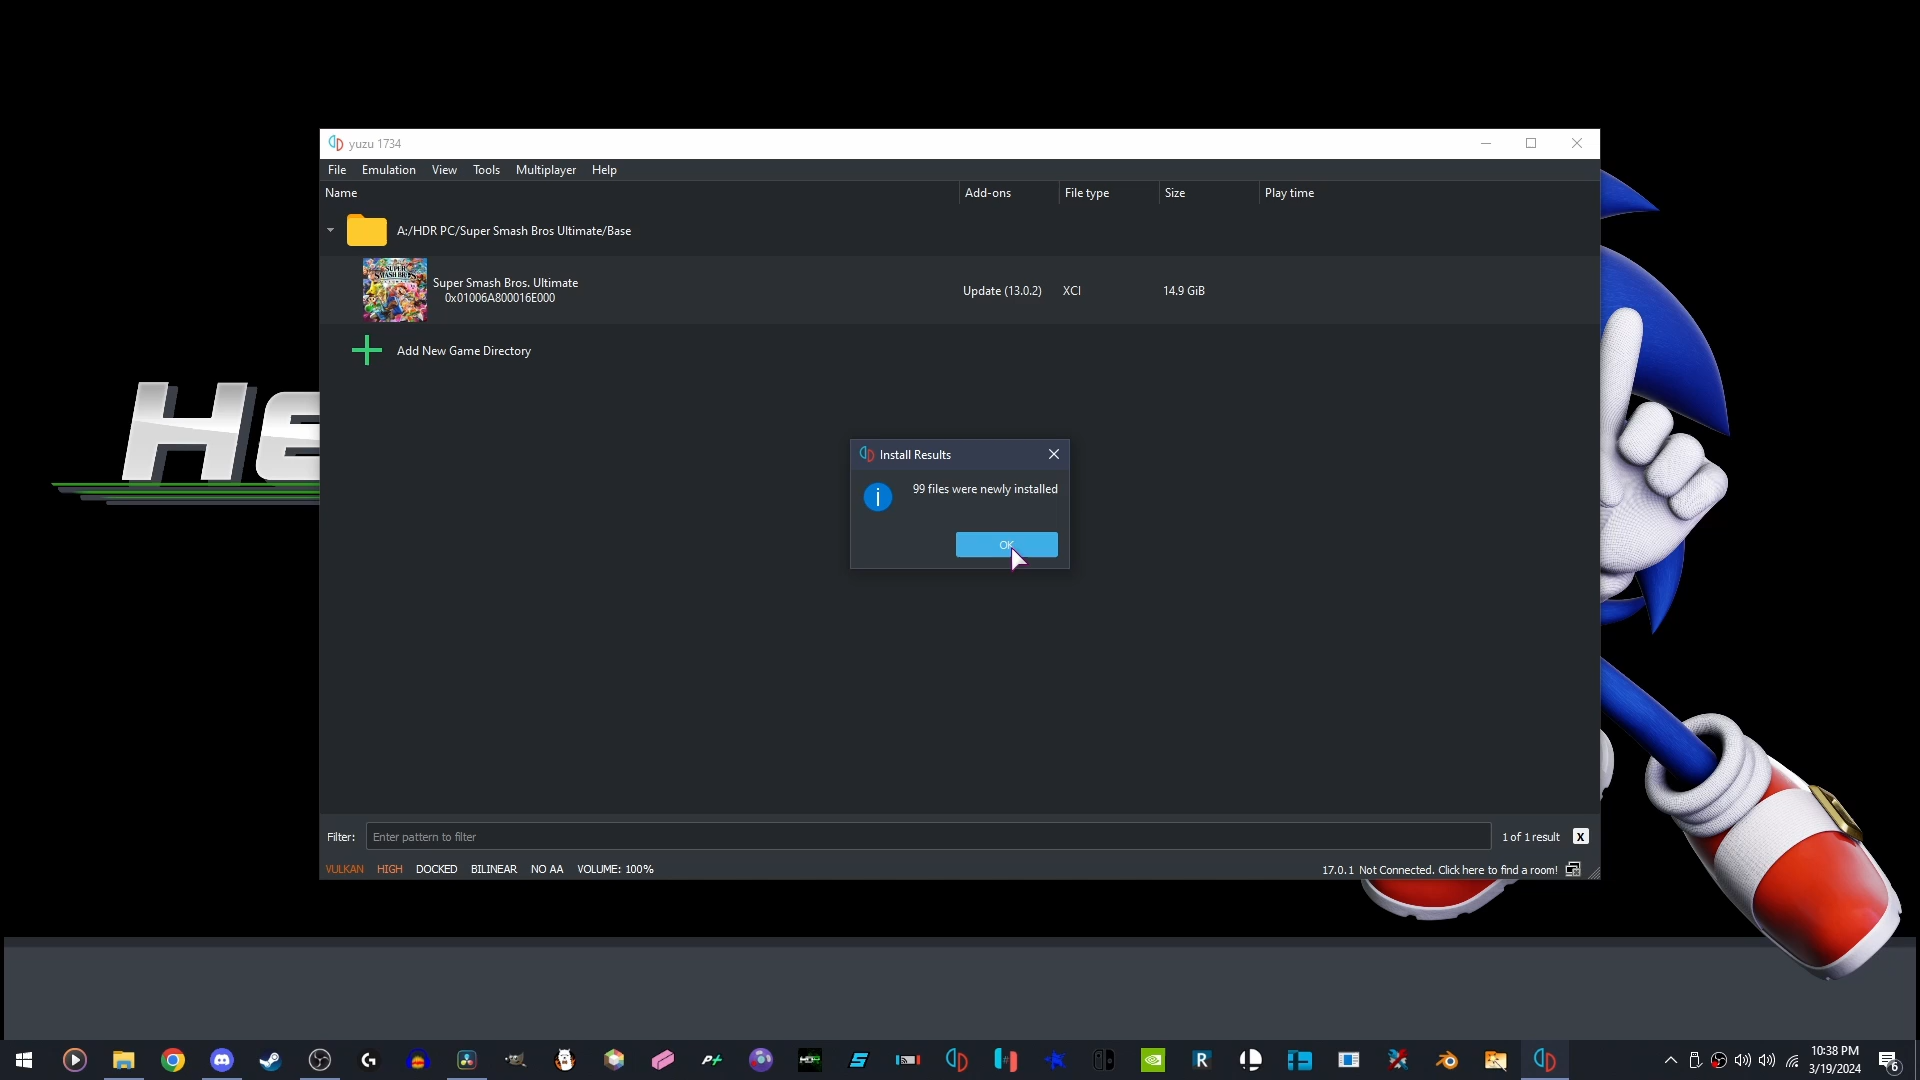 yuzu 1734
File Emulation View Tools Multiplayer Help
Name Add-ons File type Size Play time
A:/HDR PC/Super Smash Bros Ultimate/Base
Super Smash Bros. Ultimate
0x01006A800016E000
Update (13.0.2) XCI 14.9 GiB
Add New Game Directory
He
Install Results
99 files were newly installed
OK
Filter: Enter pattern to filter 1 of 1 result X
VULKAN HIGH DOCKED BILINEAR NO AA VOLUME: 100% 17.0.1 Not Connected. Click here to find a room!
10:38 PM
3/19/2024
6